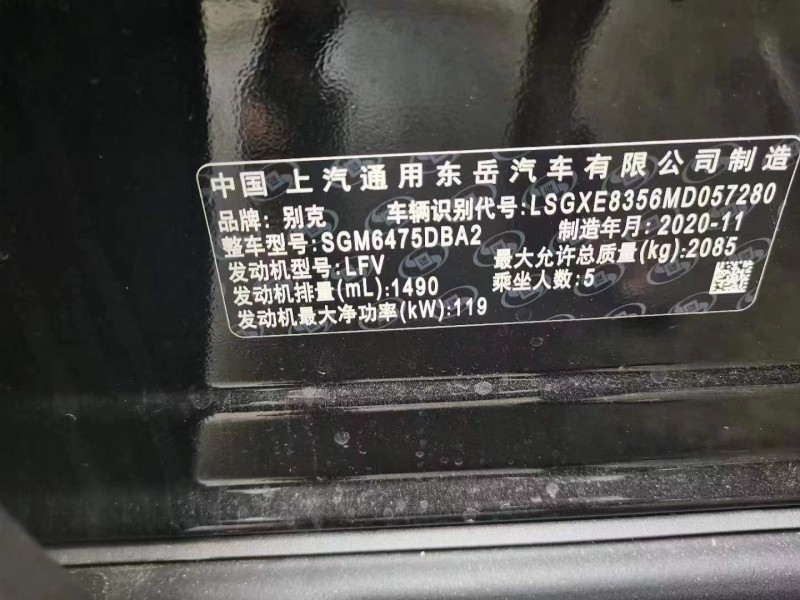 中国 上汽通用东岳汽车有限公司制造
品牌: 别克 车辆识别代号:LSGXE8356MD057280
整车型号:SGM6475DBA2 制造年月:2020-11
发动机型号:LFV 最大允许总质量(kg):2085
发动机排量(mL):1490 乘坐人数:5
发动机最大净功率(kW):119